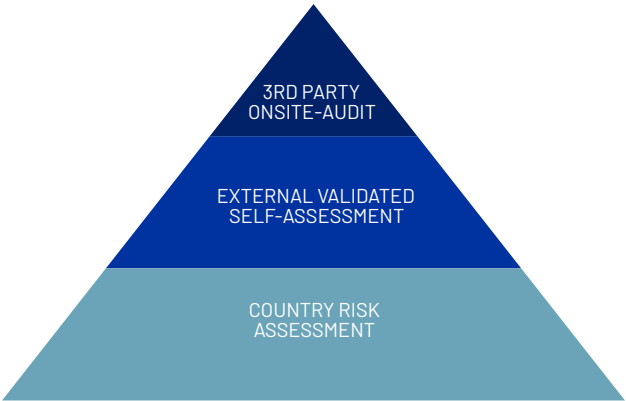 3RD PARTY
ONSITE-AUDIT
EXTERNAL VALIDATED
SELF-ASSESSMENT
COUNTRY RISK
ASSESSMENT